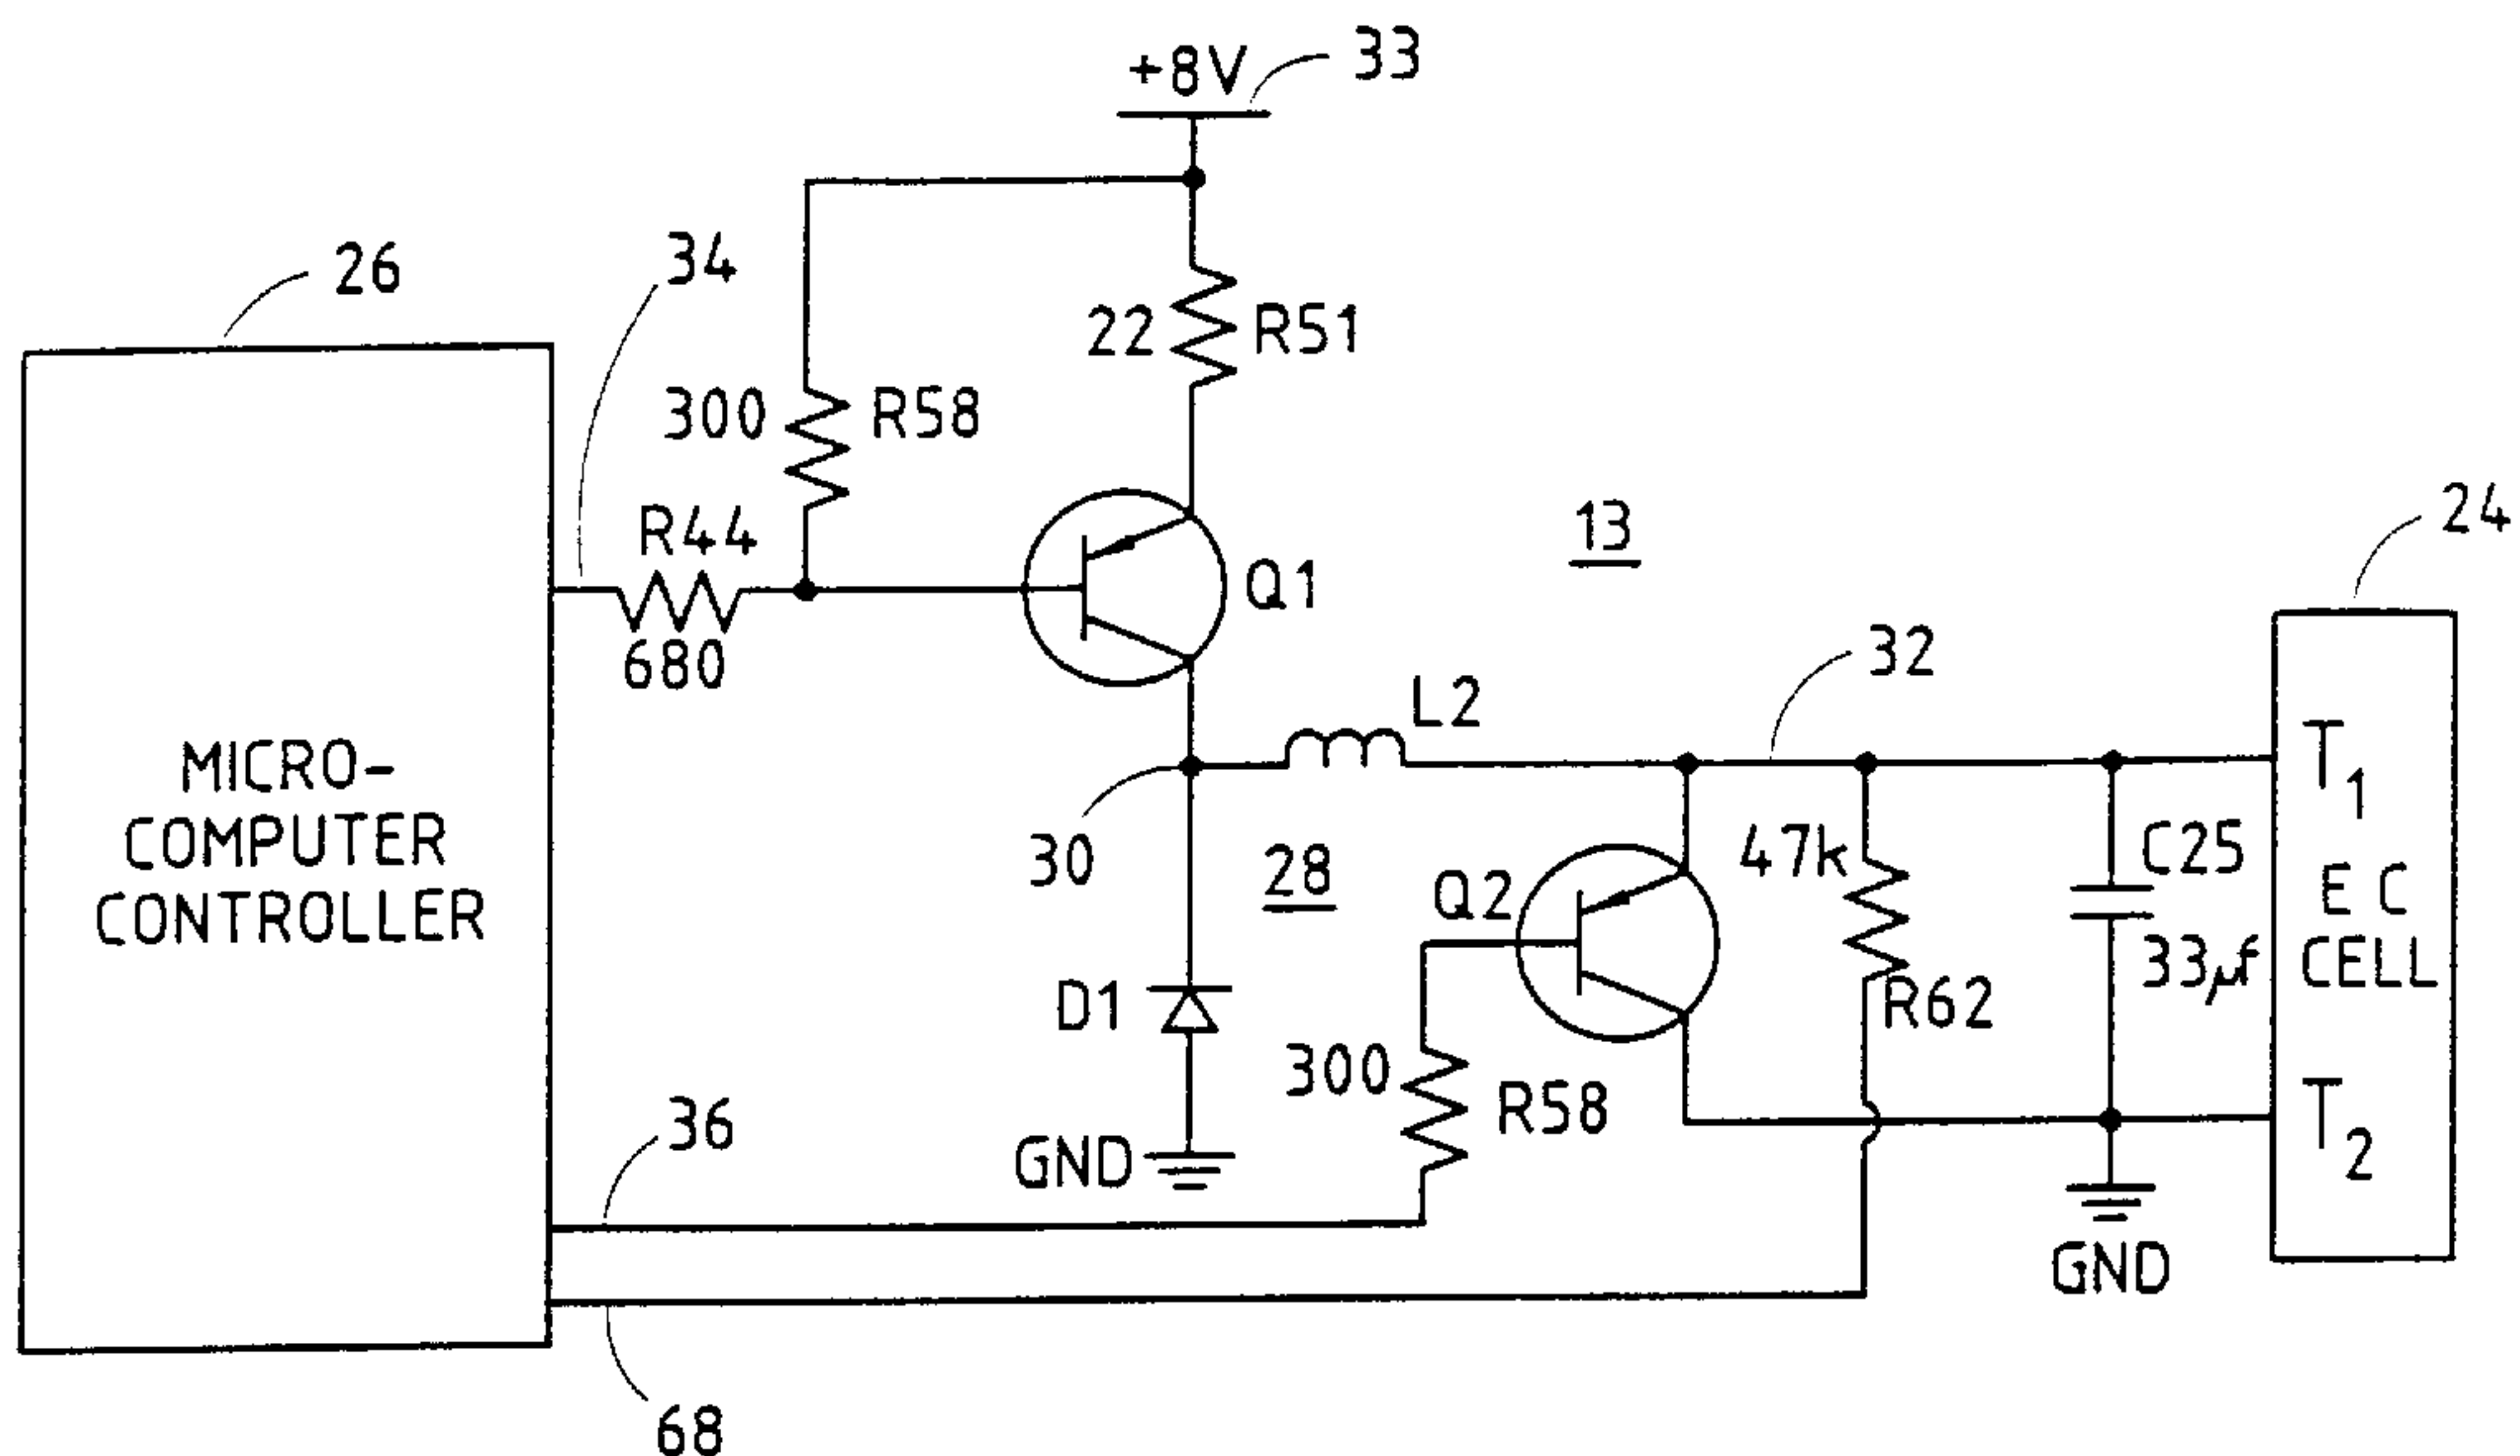 +8V
33
26
34
22
R51
300
R58
R44
680
Q1
13
24
32
L2
MICRO-
COMPUTER
CONTROLLER
30
28
Q2
47k
C25
33µf
R62
T1
E C
CELL
T2
D1
GND
300
R58
36
GND
68